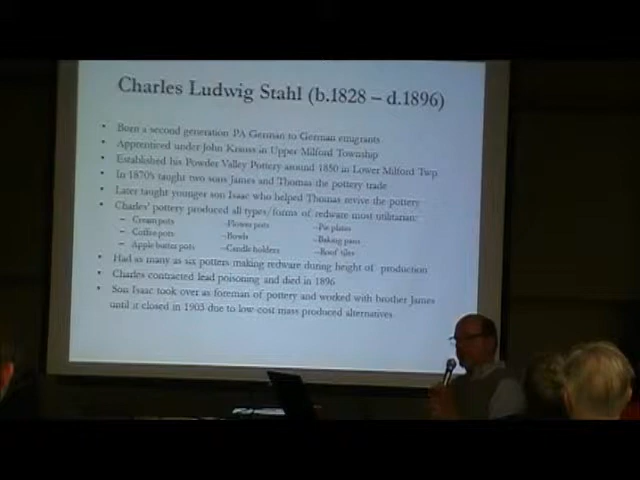 Charles Ludwig Stahl (b.1828 – d.1896)
• Born a second generation PA German to German emigrants
• Apprenticed under John Krauss in Upper Milford Township
• Established his Powder Valley Pottery around 1850 in Lower Milford Twp
• In 1870's taught two sons James and Thomas the pottery trade
• Later taught younger son Isaac who helped Thomas revive the pottery
• Charles' pottery produced all types/forms of redware most utilitarian:
– Cream pots –Flower pots –Pie plates
– Coffee pots –Bowls –Baking pans
– Apple butter pots –Candle holders –Roof tiles
• Had as many as six potters making redware during height of production
• Charles contracted lead poisoning and died in 1896
• Son Isaac took over as foreman of pottery and worked with brother James
until it closed in 1903 due to low cost mass produced alternatives